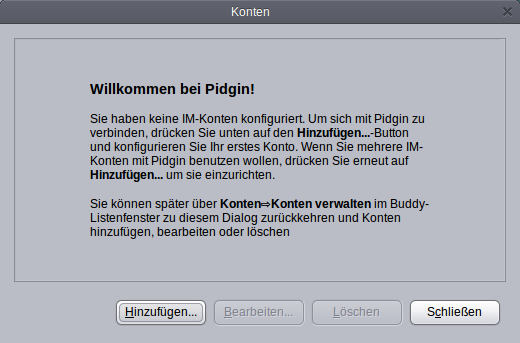 Konten
Willkommen bei Pidgin!
Sie haben keine IM-Konten konfiguriert. Um sich mit Pidgin zu
verbinden, drücken Sie unten auf den Hinzufügen...-Button
und konfigurieren Sie Ihr erstes Konto. Wenn Sie mehrere IM-
Konten mit Pidgin benutzen wollen, drücken Sie erneut auf
Hinzufügen... um sie einzurichten.
Sie können später über Konten⇨Konten verwalten im Buddy-
Listenfenster zu diesem Dialog zurückkehren und Konten
hinzufügen, bearbeiten oder löschen
Hinzufügen... Bearbeiten... Löschen Schließen